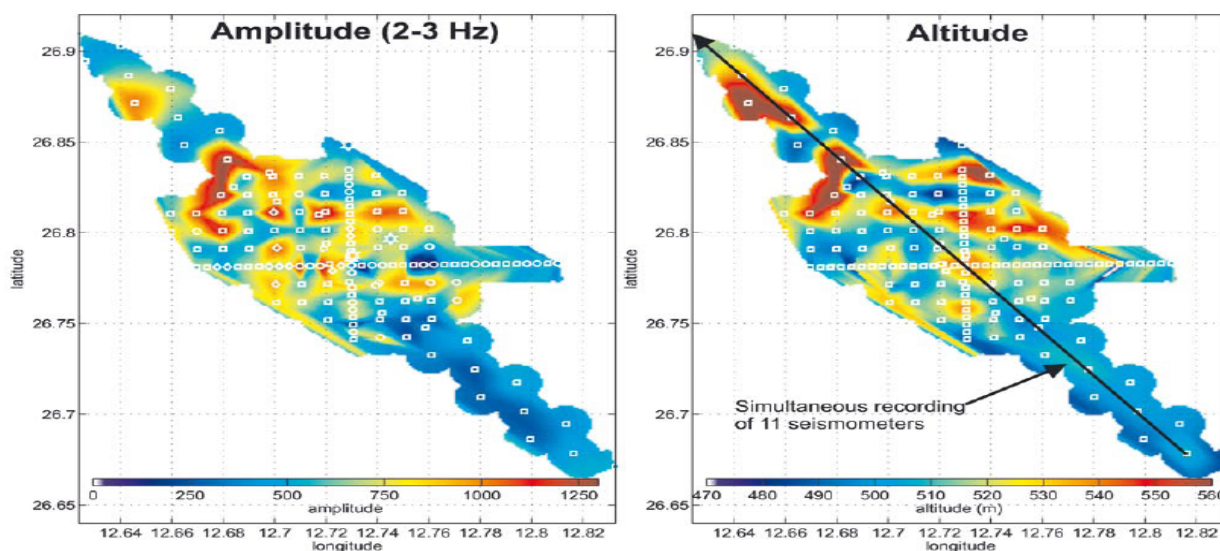 Amplitude (2-3 Hz)
26.9
26.85
26.8
26.75
26.7
26.65
latitude
0 250 500 750 1000 1250
amplitude
12.64 12.66 12.68 12.7 12.72 12.74 12.76 12.78 12.8 12.82
longitude
Altitude
26.9
26.85
26.8
26.75
26.7
26.65
latitude
Simultaneous recording
of 11 seismometers
470 480 490 500 510 520 530 540 550 560
altitude (m)
12.64 12.66 12.68 12.7 12.72 12.74 12.76 12.78 12.8 12.82
longitude